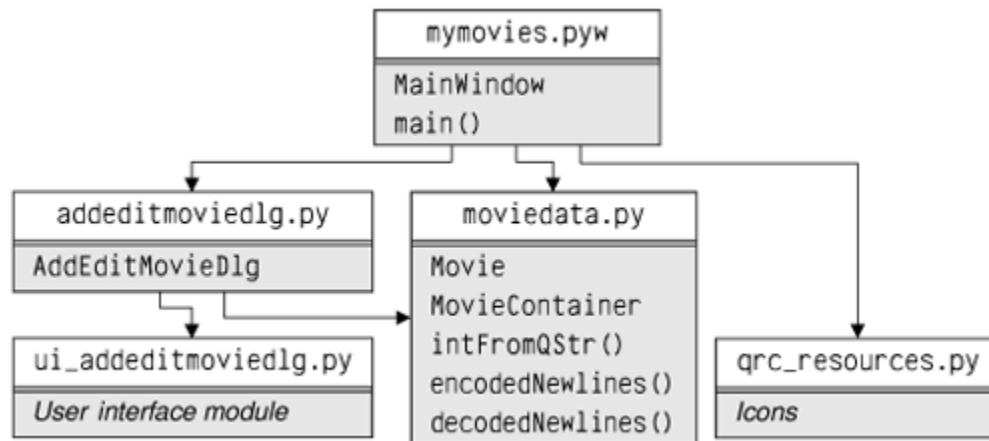 mymovies.pyw
MainWindow
main()
addeditmoviedlg.py
AddEditMovieDlg
moviedata.py
Movie
MovieContainer
intFromQStr()
encodedNewlines()
decodedNewlines()
ui_addeditmoviedlg.py
User interface module
qrc_resources.py
Icons